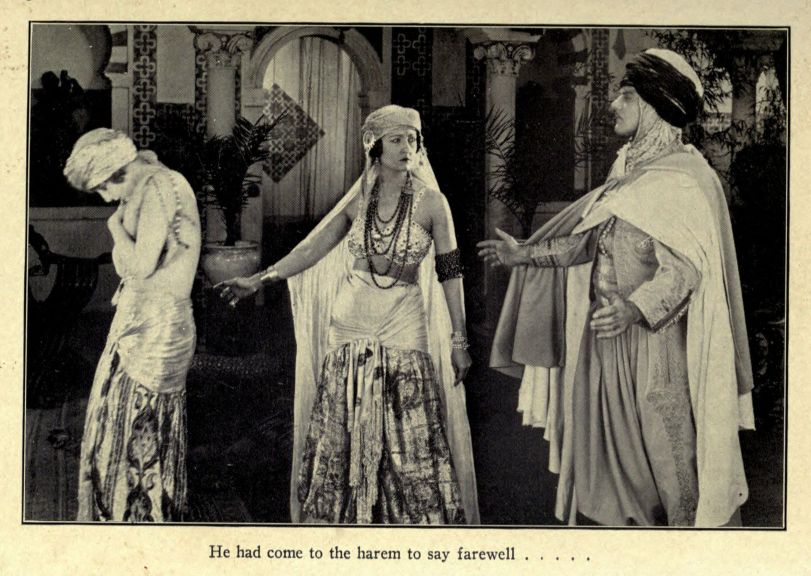 He had come to the harem to say farewell . . . . .